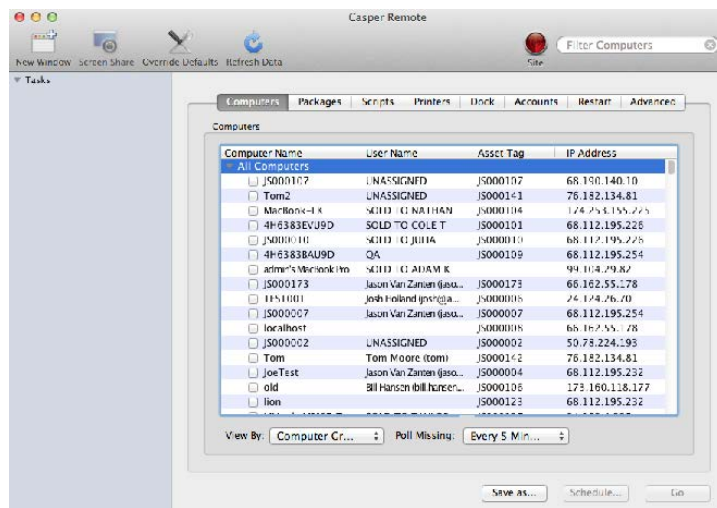 Casper Remote
New Window Screen Share Override Defaults Refresh Data Site Filter Computers
Tasks
Computers Packages Scripts Printers Dock Accounts Restart Advanced
Computers
Computer Name User Name Asset Tag IP Address
All Computers
JS000107 UNASSIGNED JS000107 68.190.140.10
Tom2 UNASSIGNED JS000141 76.182.134.81
SOLD TO NATHAN JS000104 174.253.155.225
4H6383EVU9D SOLD TO COLE T JS000101 68.112.195.226
JS000010 SOLD TO JULIA JS000010 68.112.195.226
4H6383BAU9D QA JS000109 68.112.195.254
admin's MacBook Pro SOLD TO ADAM K 99.104.29.82
JS000173 Jason Van Zanten (jaso... JS000173 66.162.55.178
TEST001 Josh Holland (josh@a... JS000006 24.124.26.70
JS000007 Jason Van Zanten (jaso... JS000007 68.112.195.254
localhost JS000008 66.162.55.178
JS000002 UNASSIGNED JS000002 50.78.224.193
Tom Tom Moore (tom) JS000142 76.182.134.81
JoeTest Jason Van Zanten (jaso... JS000004 68.112.195.232
old Bill Hansen (bill.hansen... JS000106 173.160.118.177
lion JS000123 68.112.195.232
View By: Computer Gr... Poll Missing: Every 5 Min...
Save as... Schedule... Go